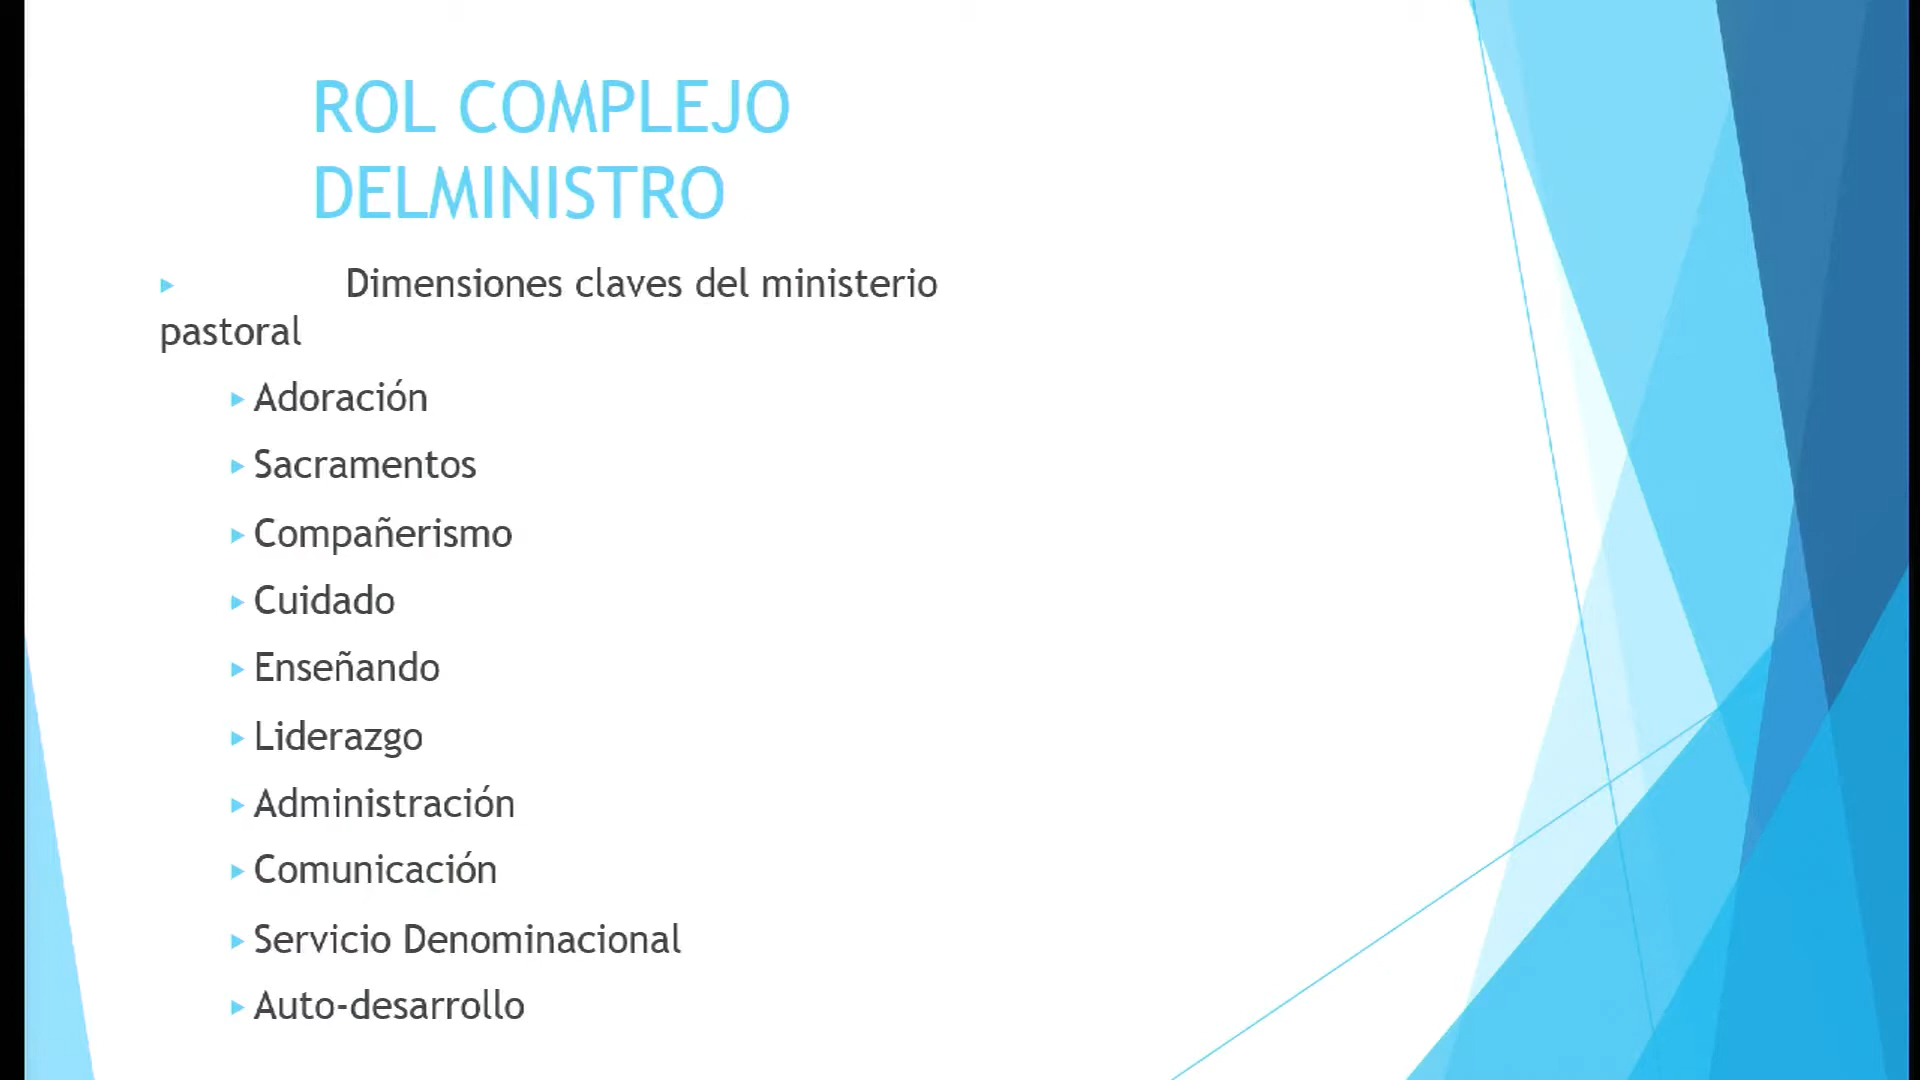 ROL COMPLEJO
DELMINISTRO
Dimensiones claves del ministerio
pastoral
Adoración
Sacramentos
Compañerismo
Cuidado
Enseñando
Liderazgo
Administración
Comunicación
Servicio Denominacional
Auto-desarrollo